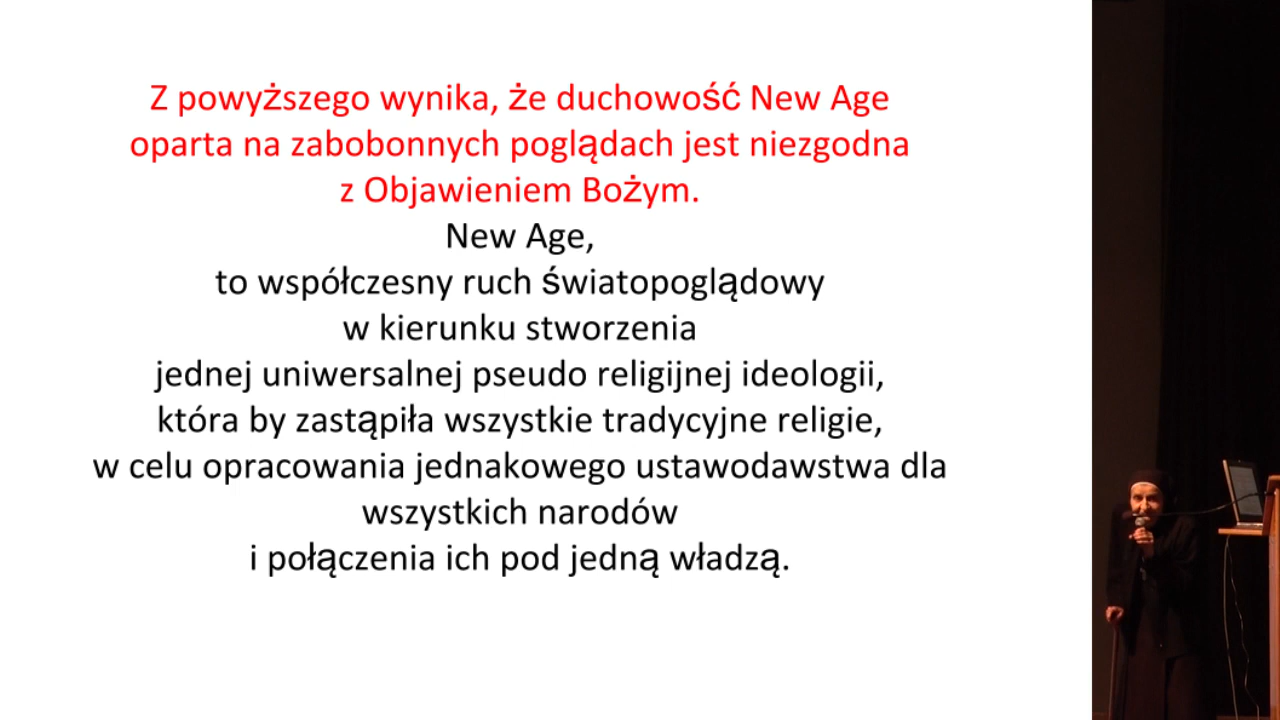 Z powyższego wynika, że duchowość New Age
oparta na zabobonnych poglądach jest niezgodna
z Objawieniem Bożym.
New Age,
to współczesny ruch światopoglądowy
w kierunku stworzenia
jednej uniwersalnej pseudo religijnej ideologii,
która by zastąpiła wszystkie tradycyjne religie,
w celu opracowania jednakowego ustawodawstwa dla
wszystkich narodów
i połączenia ich pod jedną władzą.